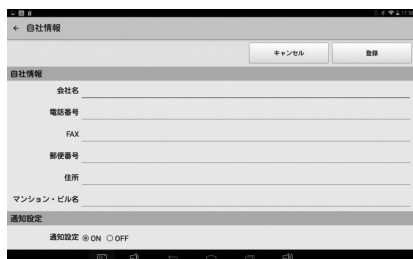 ← 自社情報
キャンセル 登録
自社情報
会社名
電話番号
FAX
郵便番号
住所
マンション・ビル名
通知設定
通知設定 ON OFF